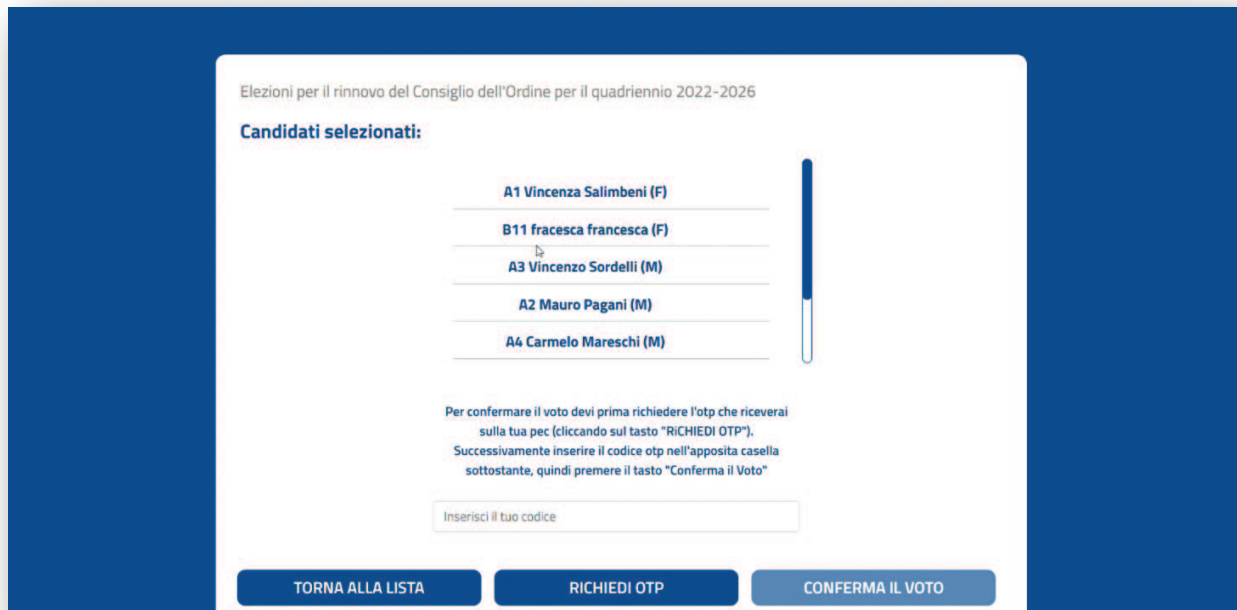 Elezioni per il rinnovo del Consiglio dell'Ordine per il quadriennio 2022-2026
Candidati selezionati:
A1 Vincenza Salimbeni (F)
B11 fracesca francesca (F)
A3 Vincenzo Sordelli (M)
A2 Mauro Pagani (M)
A4 Carmelo Mareschi (M)
Per confermare il voto devi prima richiedere l'otp che riceverai
sulla tua pec (cliccando sul tasto "RiCHIEDI OTP").
Successivamente inserire il codice otp nell'apposita casella
sottostante, quindi premere il tasto "Conferma il Voto"
Inserisci il tuo codice
TORNA ALLA LISTA
RICHIEDI OTP
CONFERMA IL VOTO